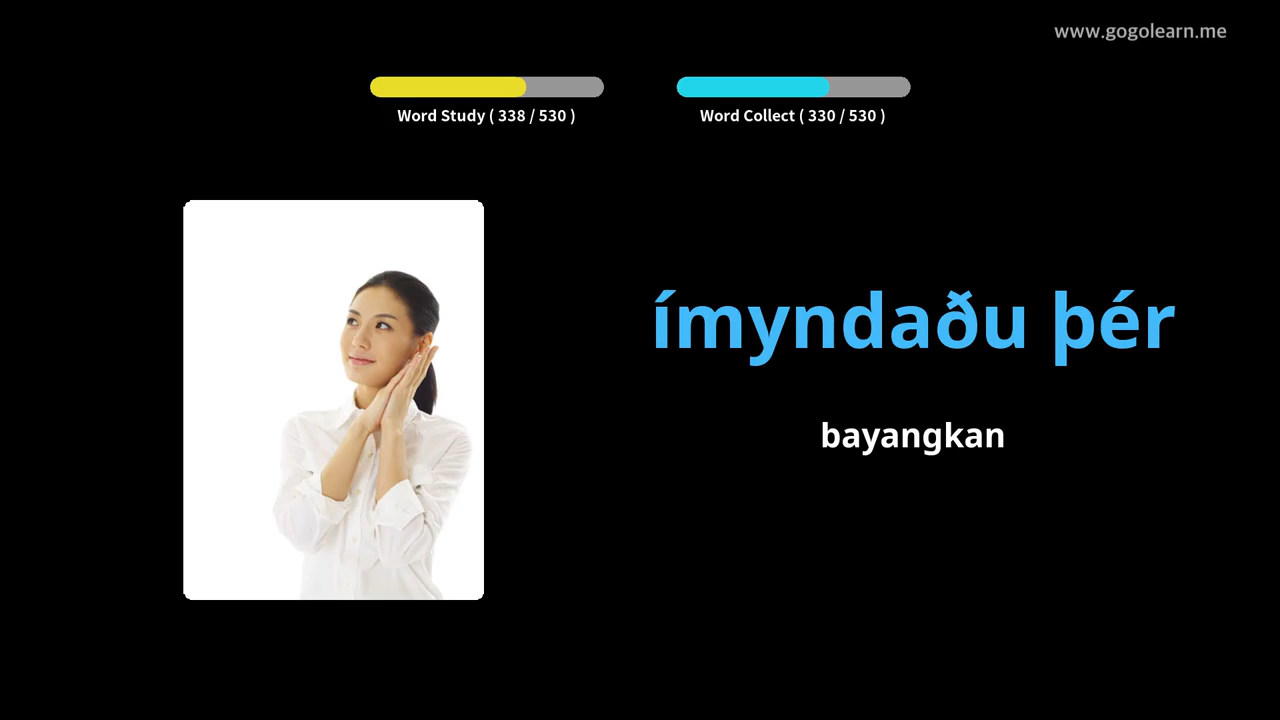 www.gogolearn.me
Word Study ( 338 / 530 )
Word Collect ( 330 / 530 )
ímyndaðu þér
bayangkan